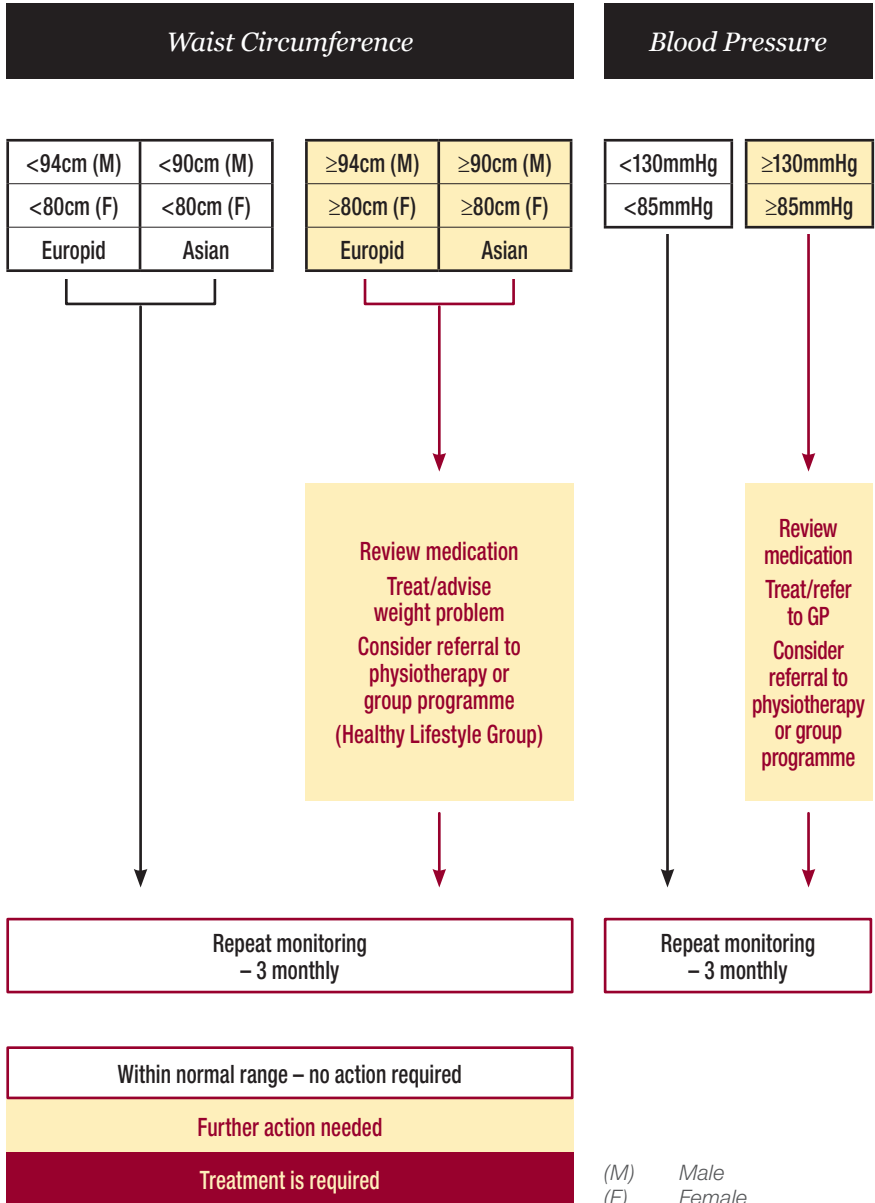 Waist Circumference
Blood Pressure
<94cm (M) <90cm (M)
<80cm (F) <80cm (F)
Europid Asian
≥94cm (M) ≥90cm (M)
≥80cm (F) ≥80cm (F)
Europid Asian
<130mmHg
<85mmHg
≥130mmHg
≥85mmHg
Review medication
Treat/advise
weight problem
Consider referral to
physiotherapy or
group programme
(Healthy Lifestyle Group)
Review
medication
Treat/refer
to GP
Consider
referral to
physiotherapy
or group
programme
Repeat monitoring
– 3 monthly
Repeat monitoring
– 3 monthly
Within normal range – no action required
Further action needed
Treatment is required
(M) Male
(F) Female